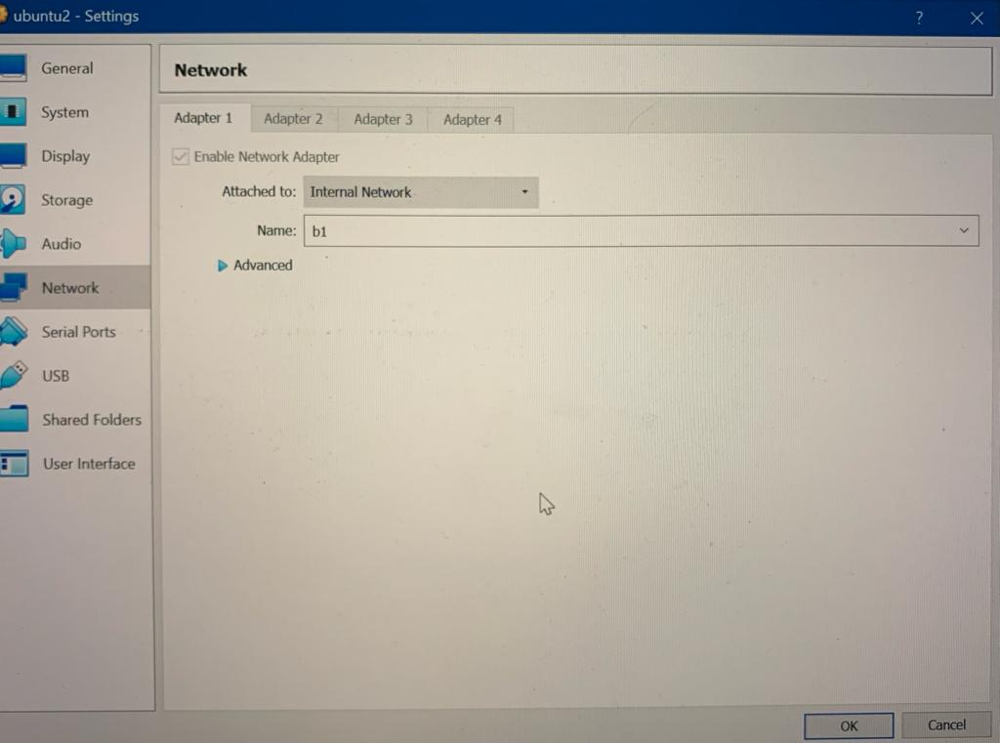 ubuntu2 - Settings
?
General
System
Display
Storage
Audio
Network
Serial Ports
USB
Shared Folders
User Interface
Network
Adapter 1 Adapter 2 Adapter 3 Adapter 4
Enable Network Adapter
Attached to: Internal Network
Name: b1
Advanced
OK Cancel